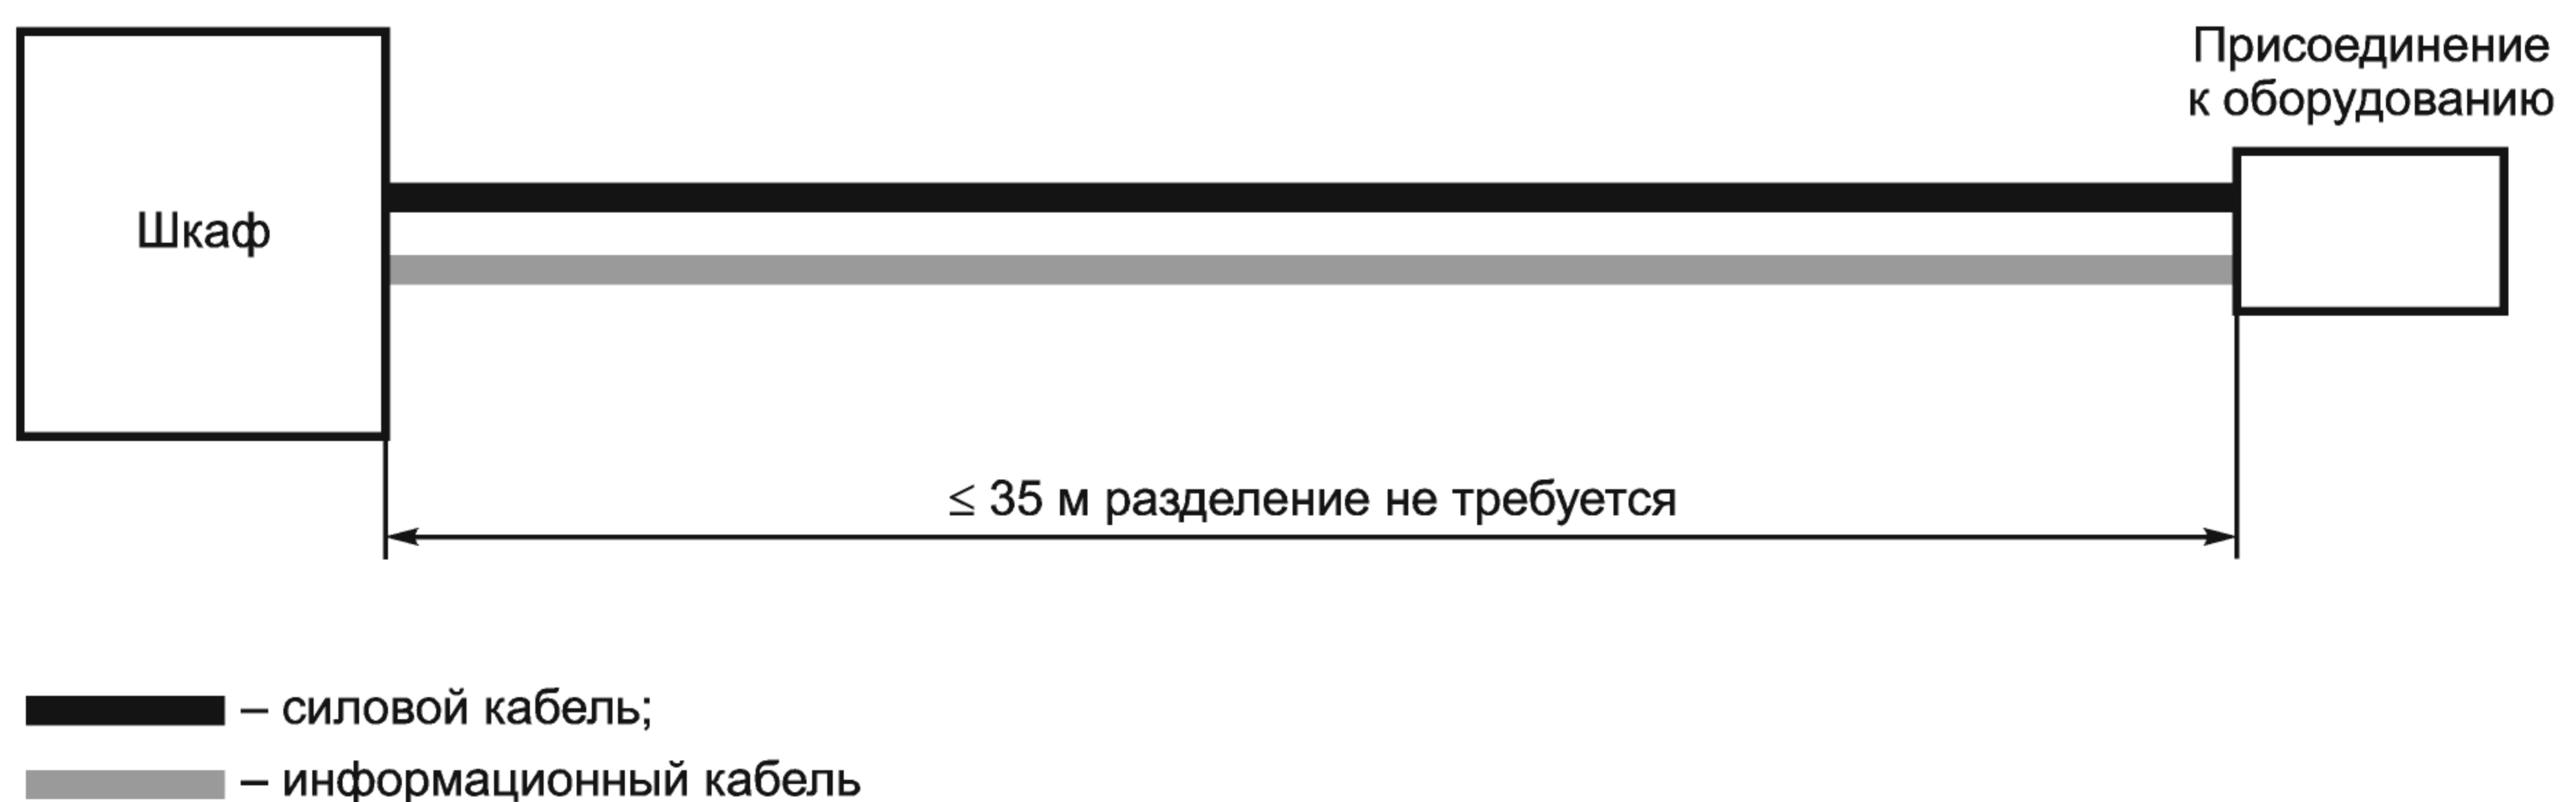 Присоединение
к оборудованию
Шкаф
≤ 35 м разделение не требуется
– силовой кабель;
– информационный кабель